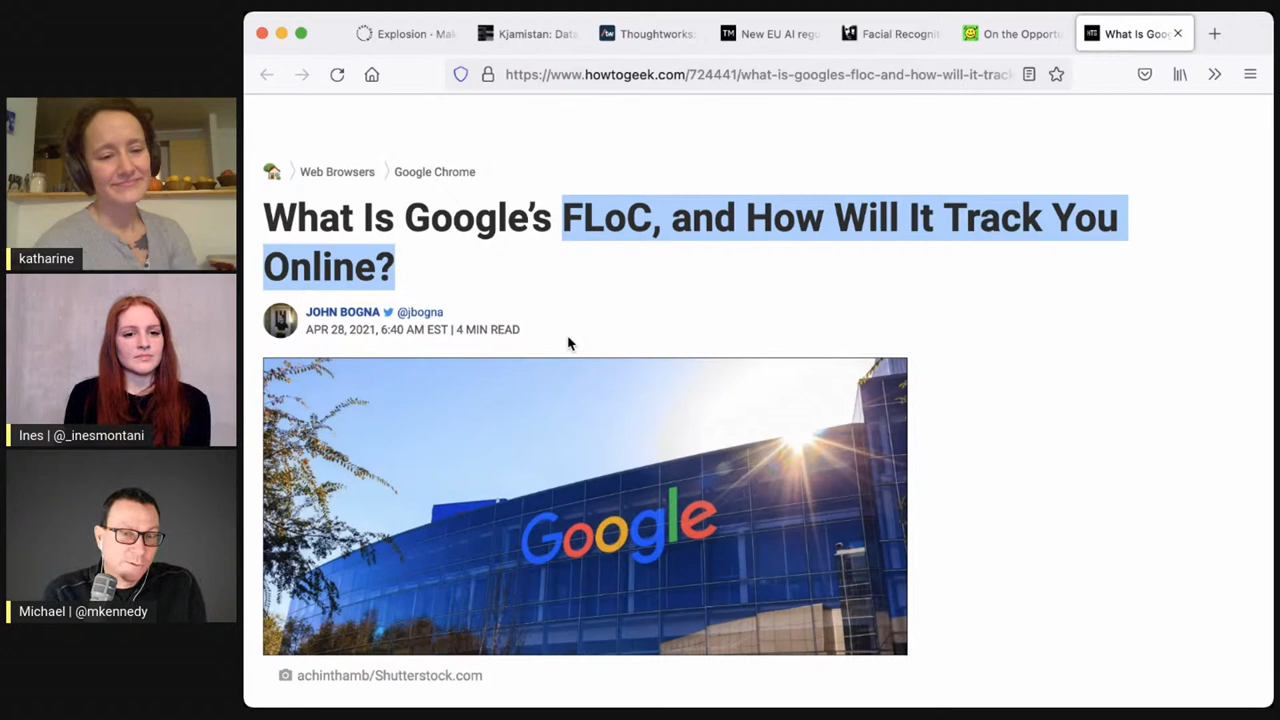 Explosion · Mak
Kjamistan: Data
Thoughtworks:
New EU AI regu
Facial Recognit
On the Opportu
What Is Goog
https://www.howtogeek.com/724441/what-is-googles-floc-and-how-will-it-track
Web Browsers
Google Chrome
What Is Google’s FLoC, and How Will It Track You
Online?
JOHN BOGNA @jbogna
APR 28, 2021, 6:40 AM EST | 4 MIN READ
Google
achinthamb/Shutterstock.com
katharine
Ines | @_inesmontani
Michael | @mkennedy